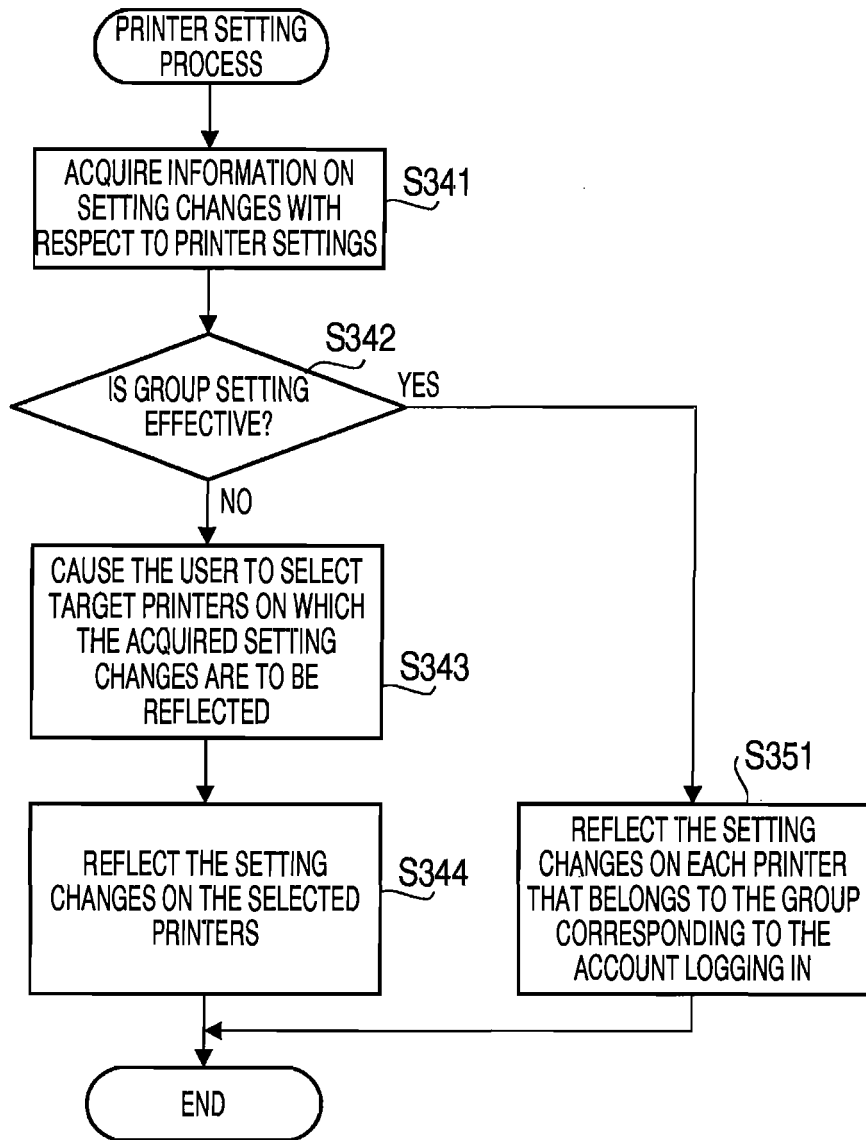 PRINTER SETTING
PROCESS
ACQUIRE INFORMATION ON
SETTING CHANGES WITH
RESPECT TO PRINTER SETTINGS
S341
S342
IS GROUP SETTING
EFFECTIVE?
YES
NO
CAUSE THE USER TO SELECT
TARGET PRINTERS ON WHICH
THE ACQUIRED SETTING
CHANGES ARE TO BE
REFLECTED
S343
REFLECT THE SETTING
CHANGES ON THE SELECTED
PRINTERS
S344
S351
REFLECT THE SETTING
CHANGES ON EACH PRINTER
THAT BELONGS TO THE GROUP
CORRESPONDING TO THE
ACCOUNT LOGGING IN
END